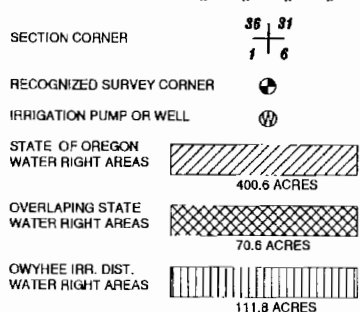 SECTION CORNER
36 31
1 6
RECOGNIZED SURVEY CORNER
IRRIGATION PUMP OR WELL
W
STATE OF OREGON
WATER RIGHT AREAS
400.6 ACRES
OVERLAPING STATE
WATER RIGHT AREAS
70.6 ACRES
OWYHEE IRR. DIST.
WATER RIGHT AREAS
111.8 ACRES